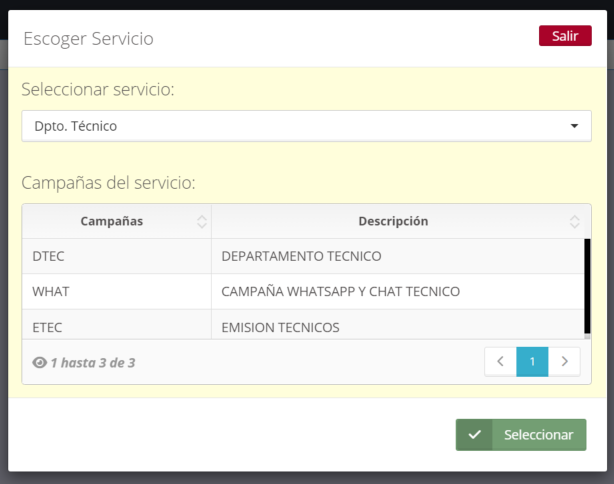 Escoger Servicio
Salir
Seleccionar servicio:
Dpto. Técnico
Campañas del servicio:
Campañas Descripción
DTEC DEPARTAMENTO TECNICO
WHAT CAMPAÑA WHATSAPP Y CHAT TECNICO
ETEC EMISION TECNICOS
1 hasta 3 de 3
1
Seleccionar